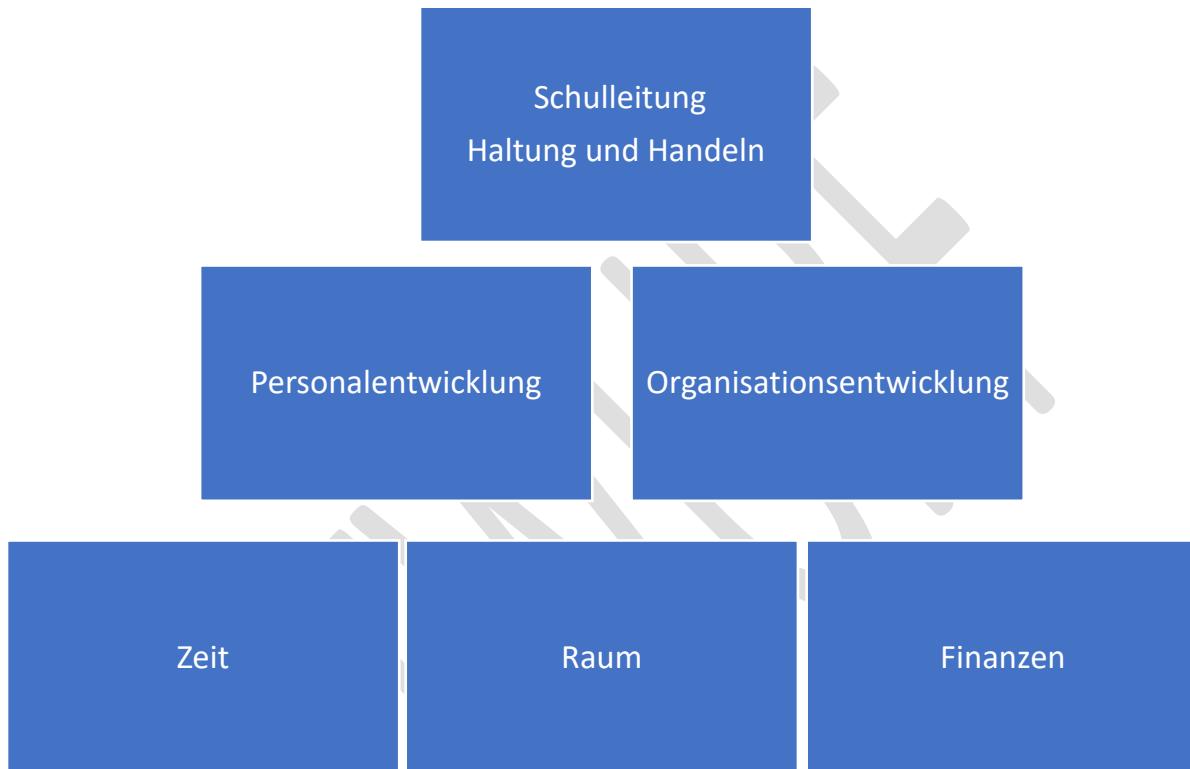 Schulleitung
Haltung und Handeln
Personalentwicklung
Organisationsentwicklung
Zeit
Raum
Finanzen